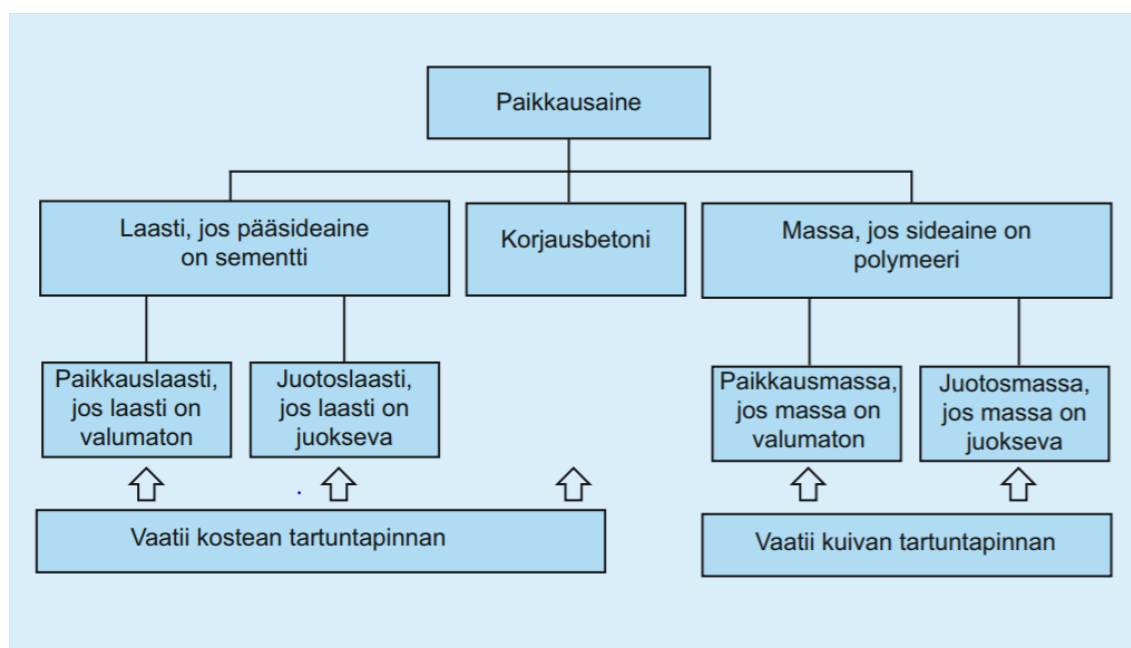 Paikkausaine
Laasti, jos pääsideaine
on sementti
Korjausbetoni
Massa, jos sideaine on
polymeeri
Paikkauslaasti,
jos laasti on
valumaton
Juotoslaasti,
jos laasti on
juokseva
Paikkausmassa,
jos massa on
valumaton
Juotosmassa,
jos massa on
juokseva
Vaatii kostean tartuntapinnan
Vaatii kuivan tartuntapinnan